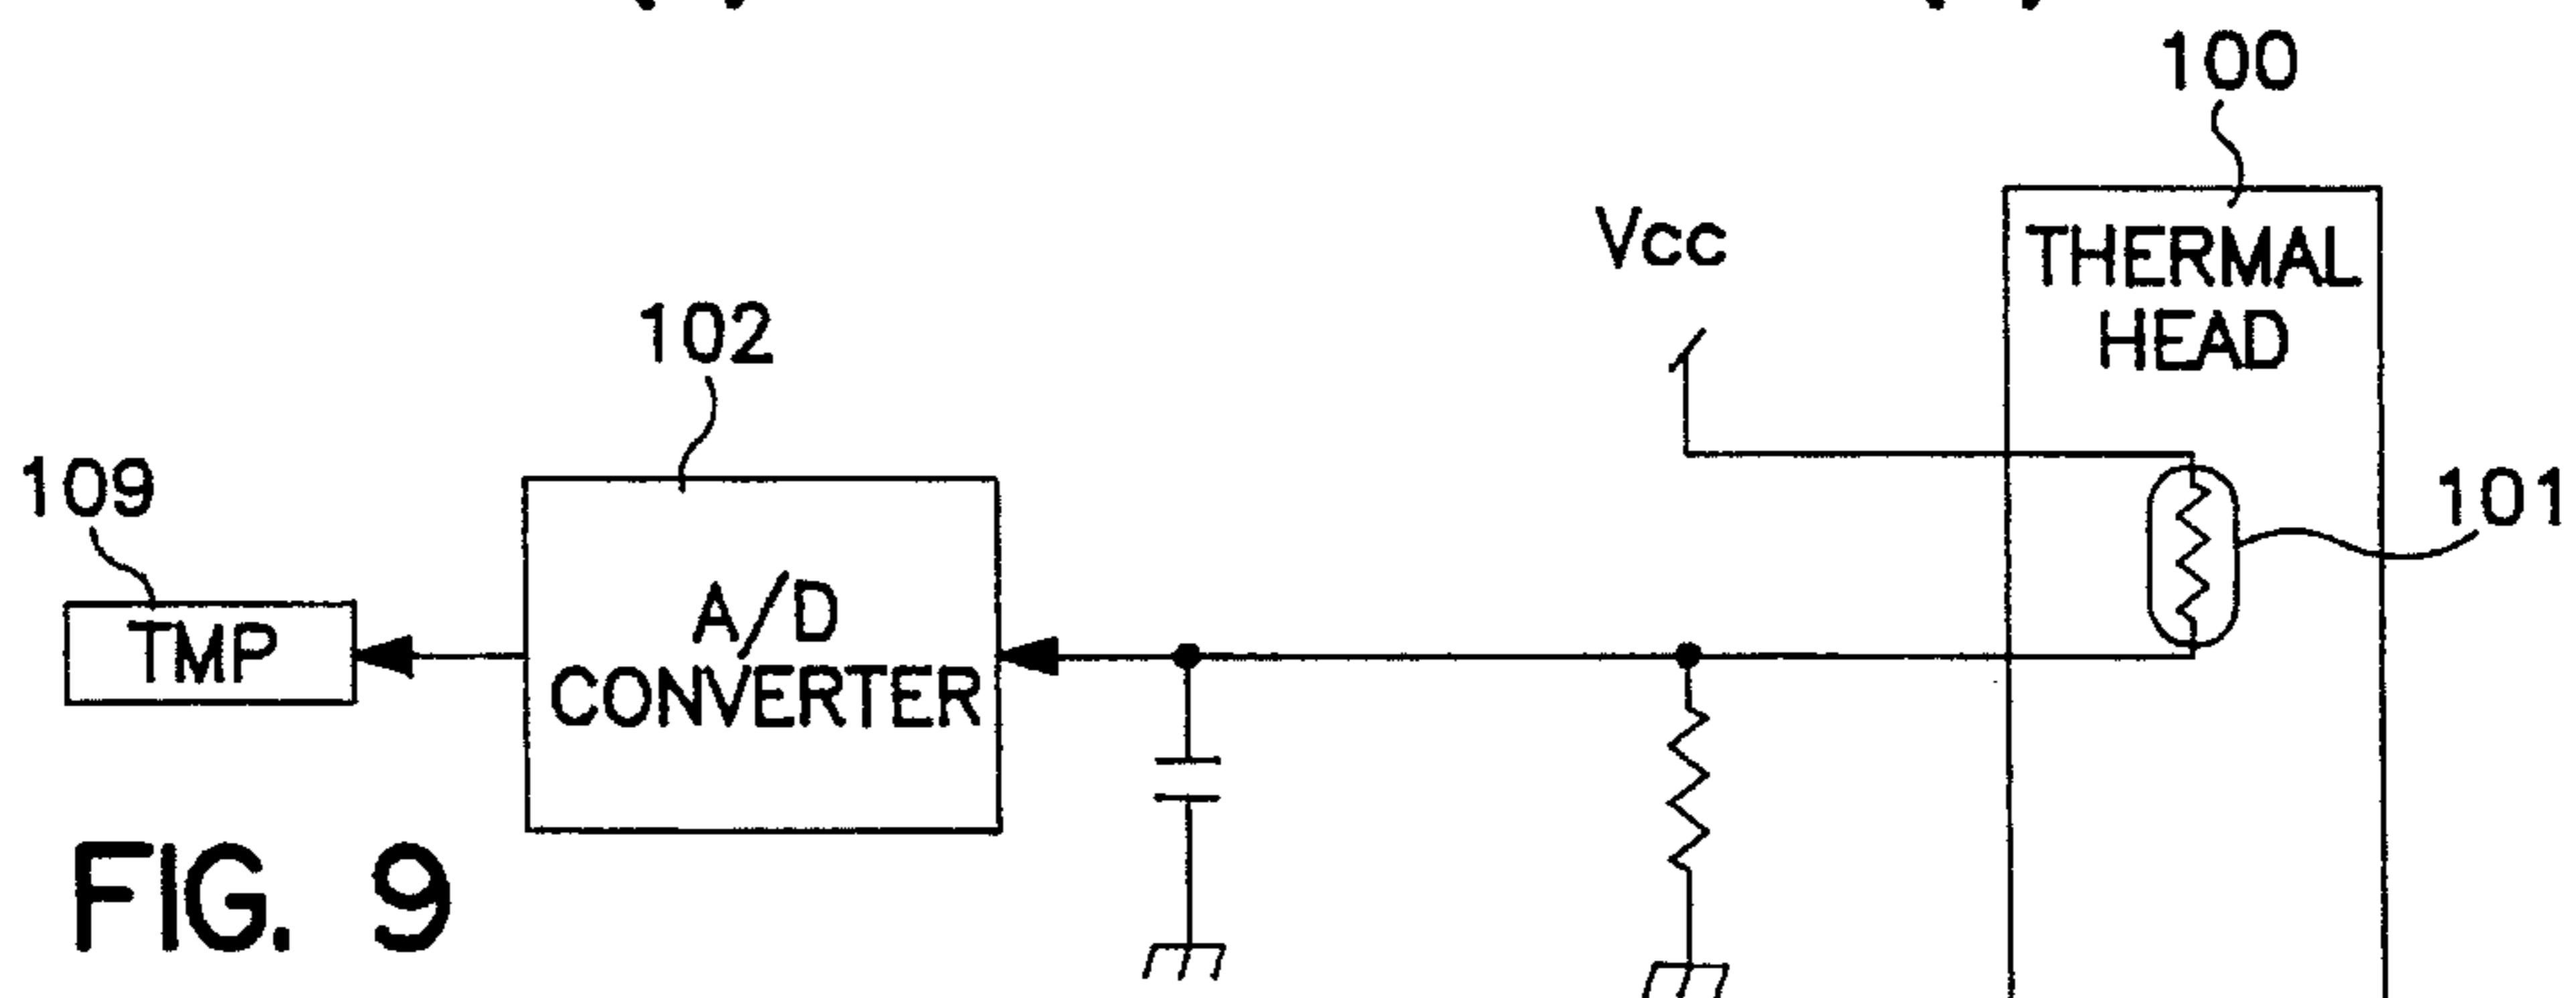 100
Vcc
THERMAL
HEAD
102
109
101
A/D
CONVERTER
TMP
FIG. 9